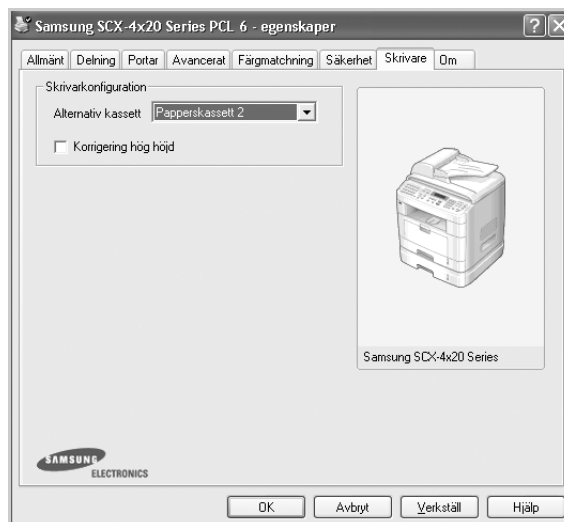 Samsung SCX-4x20 Series PCL 6 - egenskaper
Allmänt Delning Portar Avancerat Färgmatchning Säkerhet Skrivare Om
Skrivarkonfiguration
Alternativ kassett Papperskassett 2
Korrigering hög höjd
Samsung SCX-4x20 Series
SAMSUNG
ELECTRONICS
OK Avbryt Verkställ Hjälp